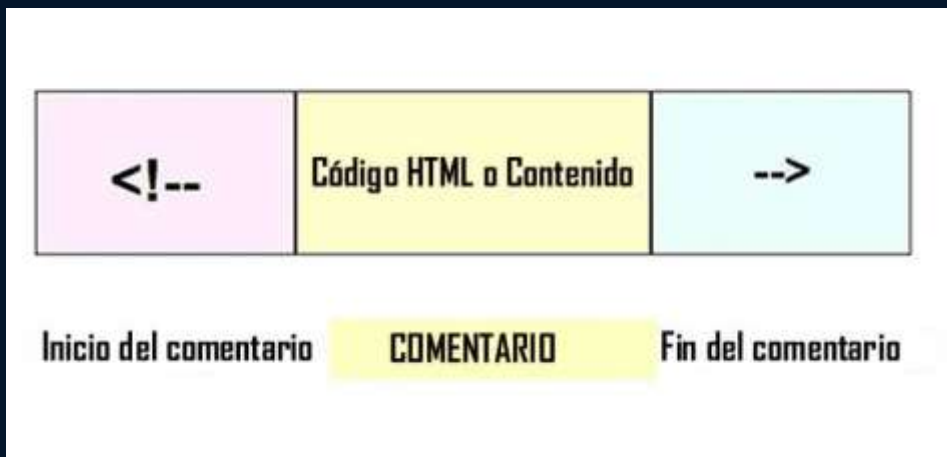 <!-- Código HTML o Contenido -->
Inicio del comentario COMENTARIO Fin del comentario